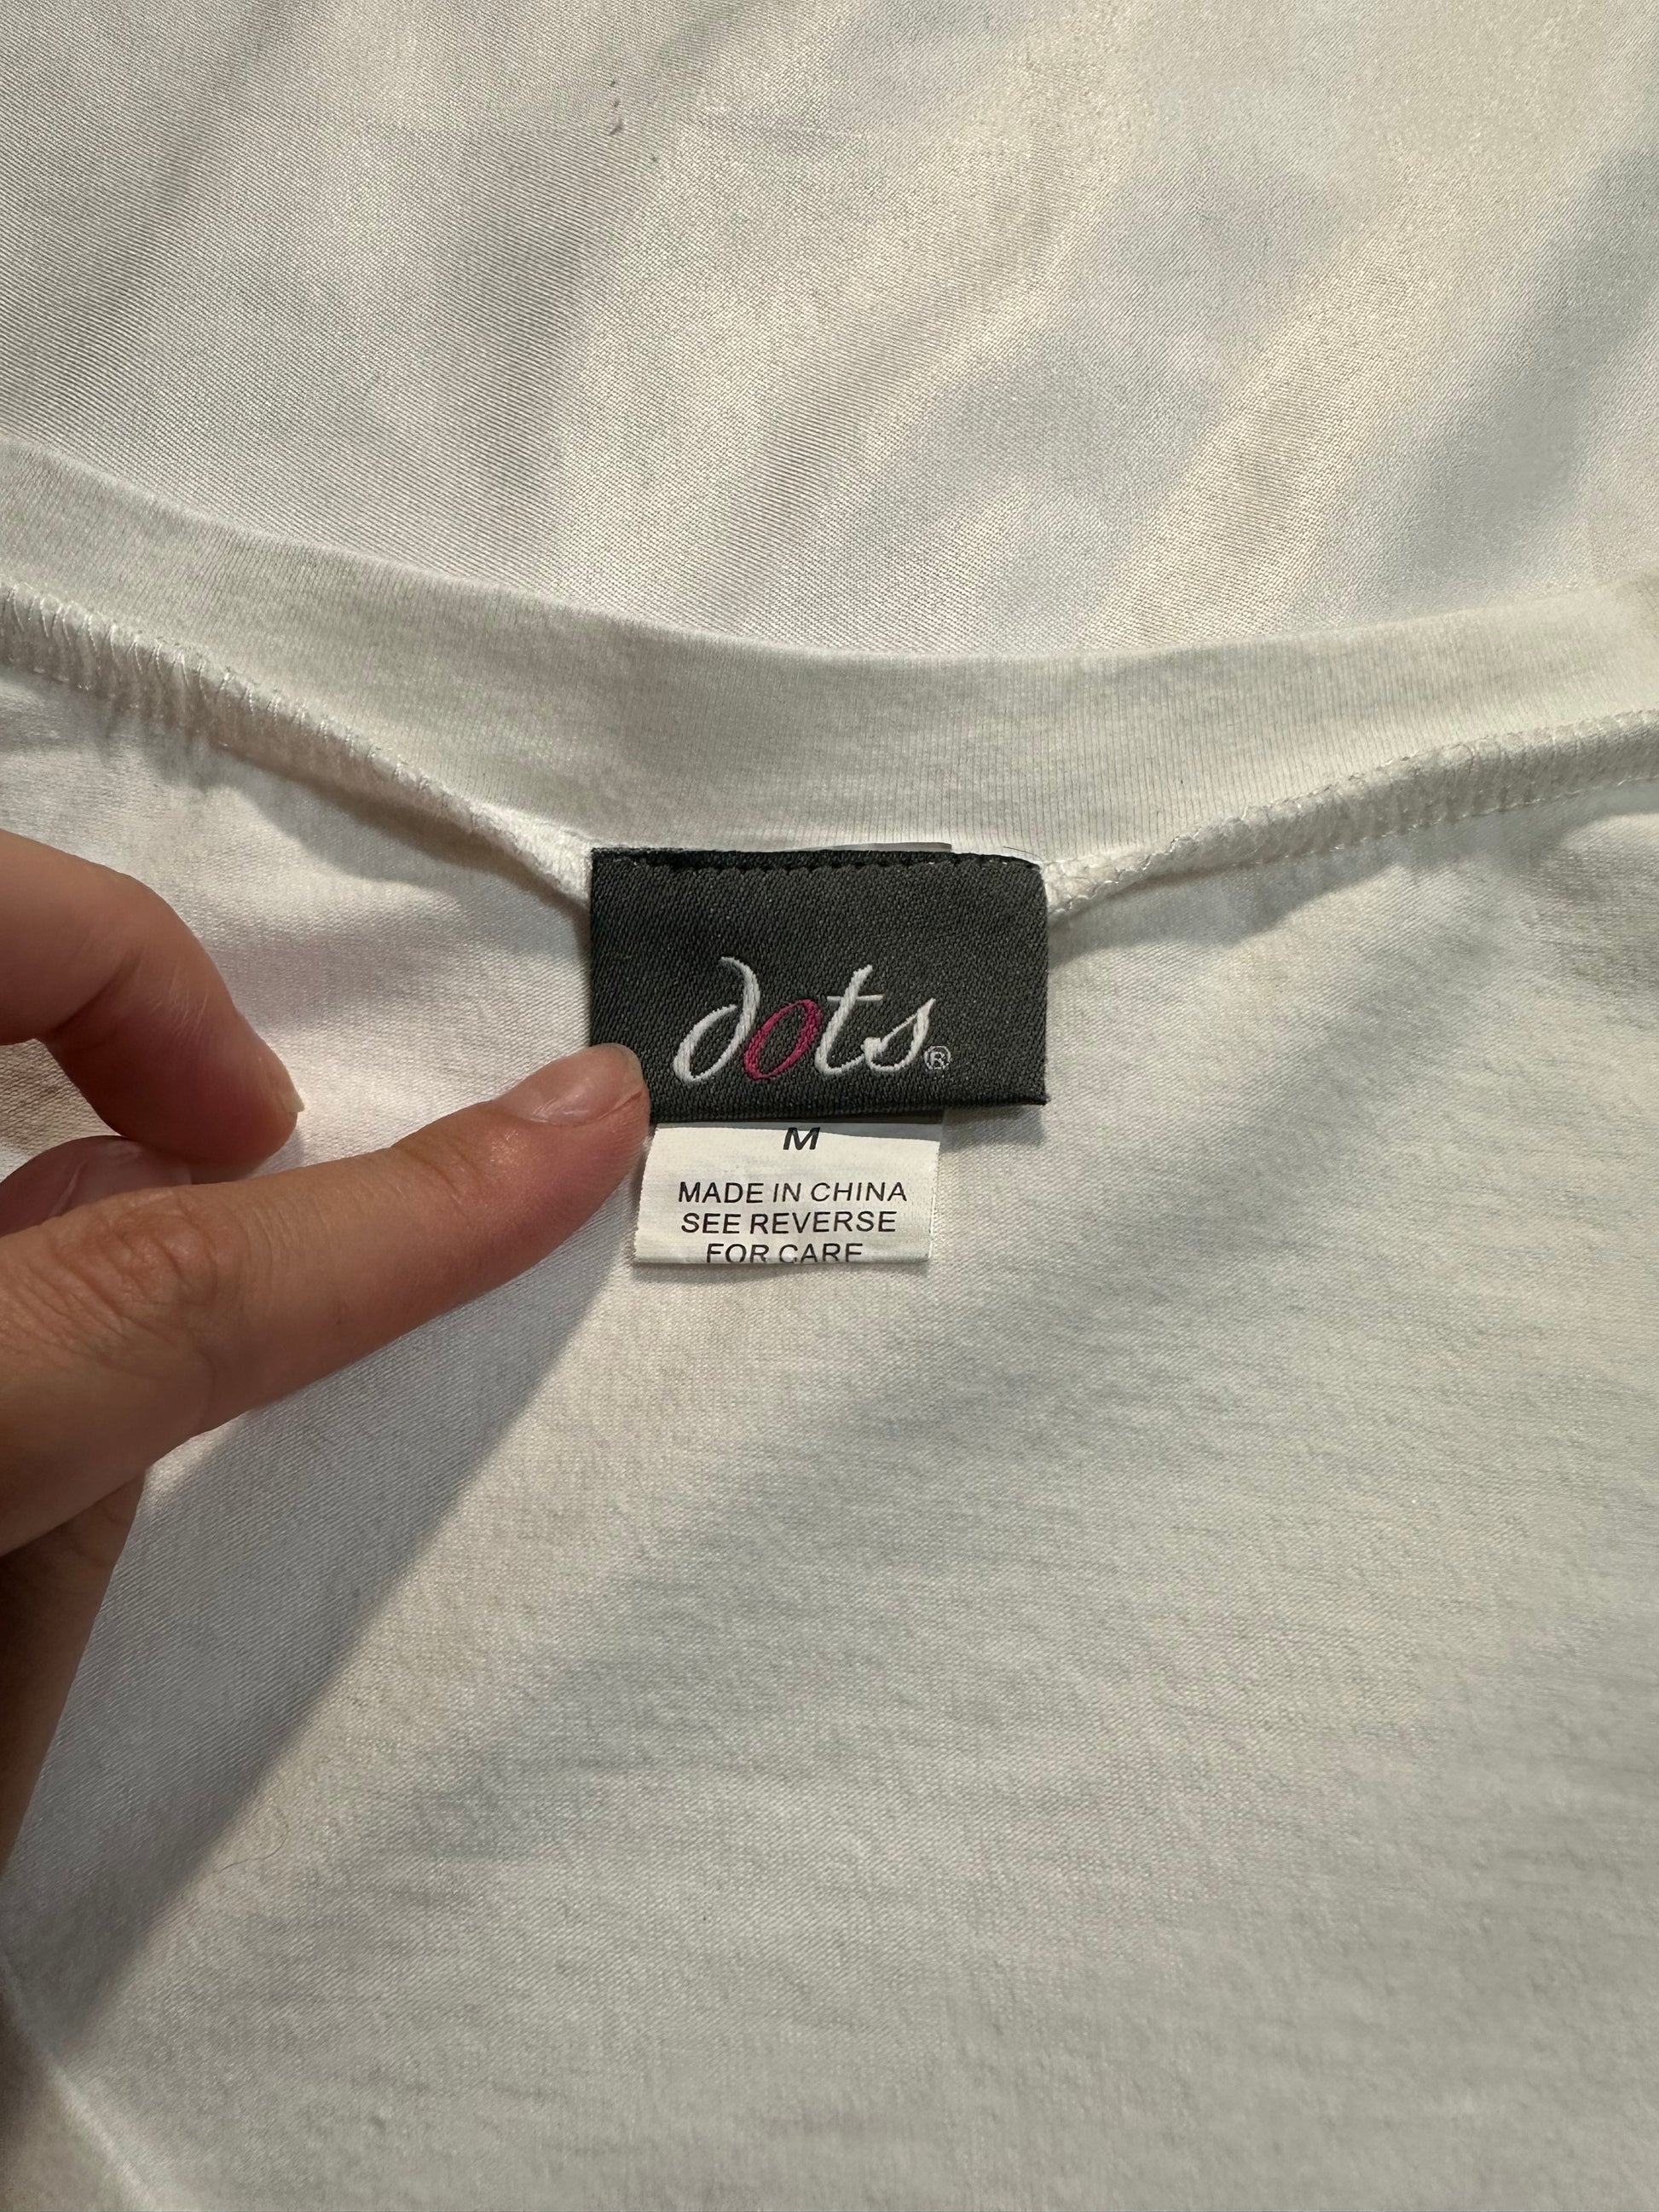 dots®
M
MADE IN CHINA
SEE REVERSE
FOR CARE